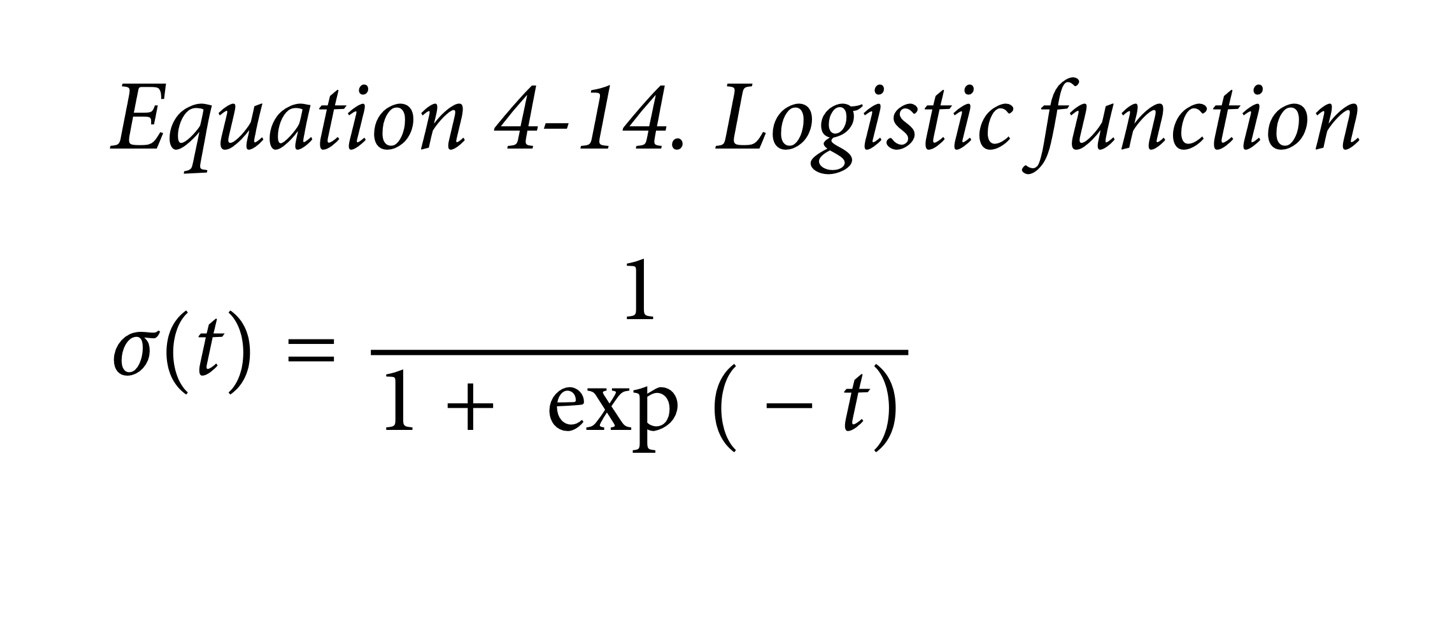 Equation 4-14. Logistic function
σ(t) = 1 / (1 + exp (− t))